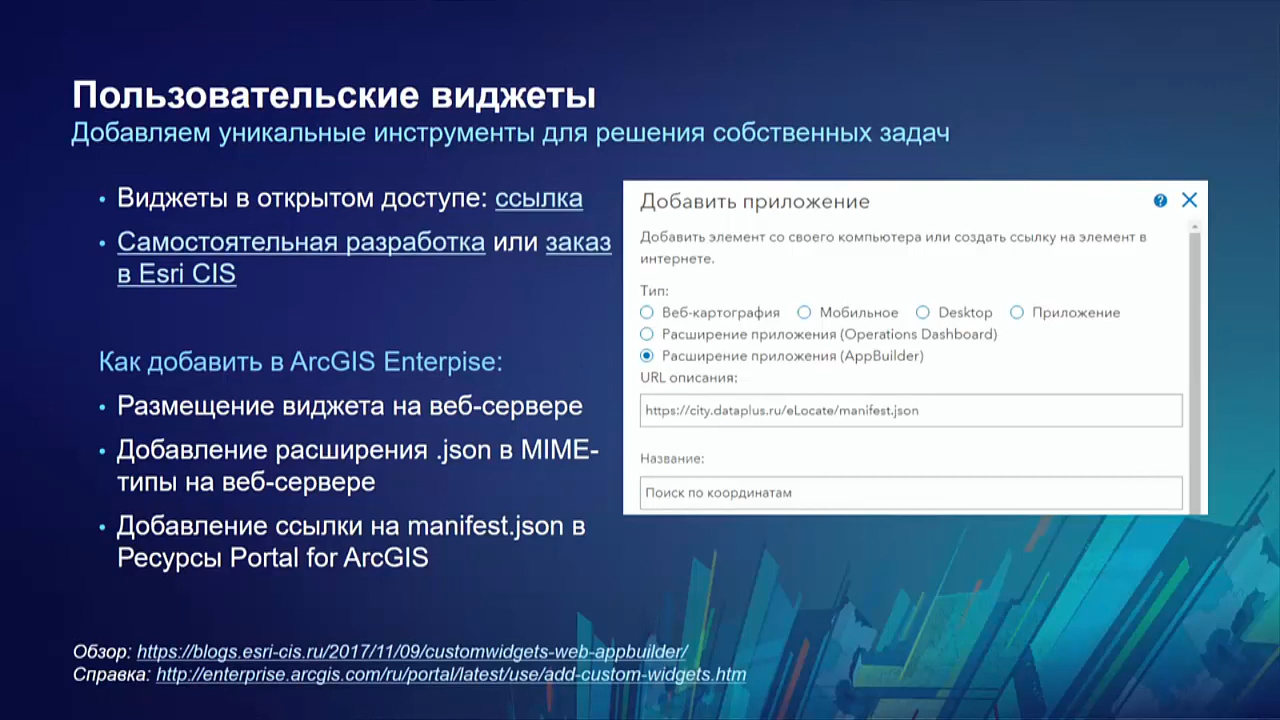 Пользовательские виджеты
Добавляем уникальные инструменты для решения собственных задач
• Виджеты в открытом доступе: ссылка
• Самостоятельная разработка или заказ
в Esri CIS
Как добавить в ArcGIS Enterpise:
• Размещение виджета на веб-сервере
• Добавление расширения .json в MIME-
типы на веб-сервере
• Добавление ссылки на manifest.json в
Ресурсы Portal for ArcGIS
Добавить приложение
Добавить элемент со своего компьютера или создать ссылку на элемент в
интернете.
Тип:
Веб-картография Мобильное Desktop Приложение
Расширение приложения (Operations Dashboard)
Расширение приложения (AppBuilder)
URL описания:
https://city.dataplus.ru/eLocate/manifest.json
Название:
Поиск по координатам
Обзор: https://blogs.esri-cis.ru/2017/11/09/customwidgets-web-appbuilder/
Справка: http://enterprise.arcgis.com/ru/portal/latest/use/add-custom-widgets.htm